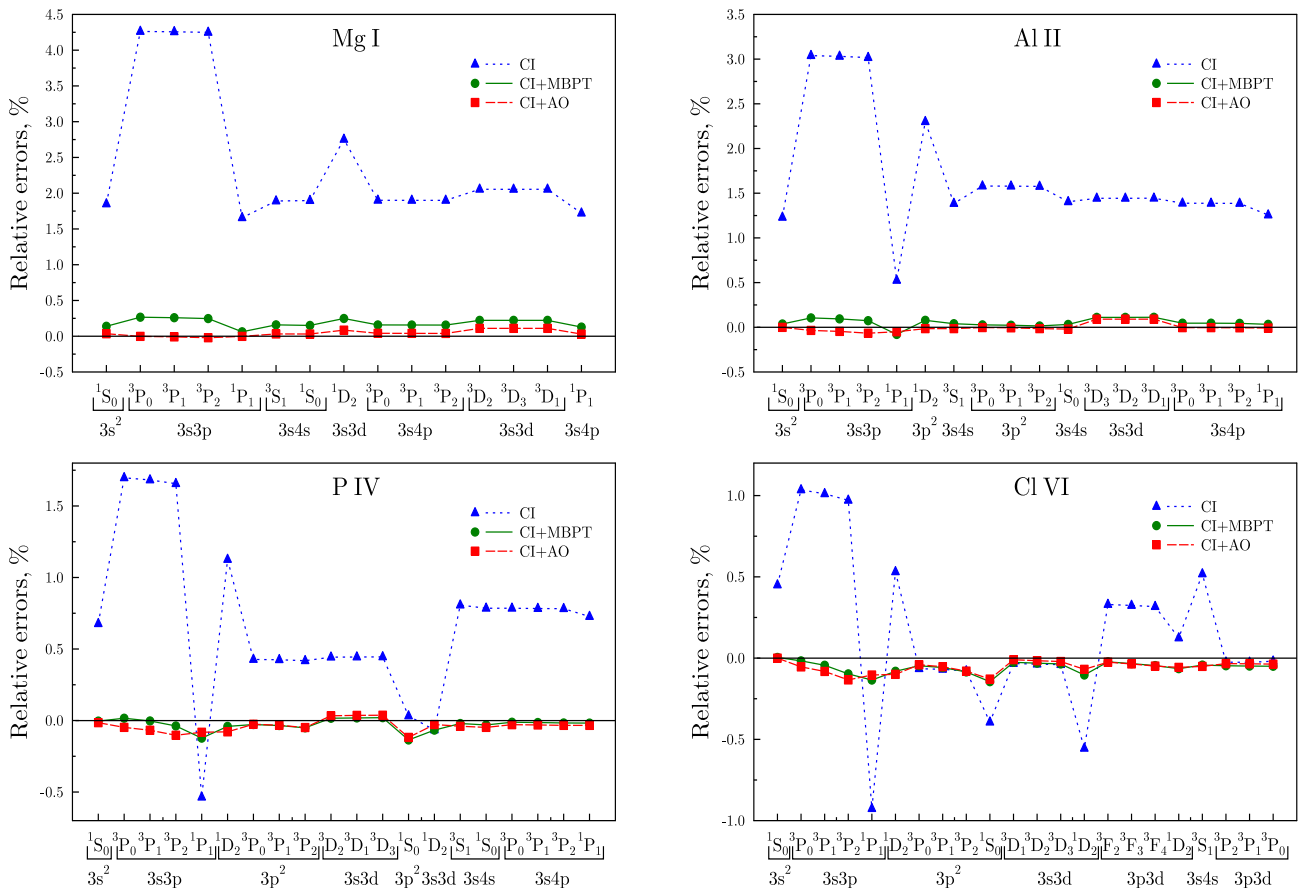 Mg I
Relative errors, %
4.5
4.0
3.5
3.0
2.5
2.0
1.5
1.0
0.5
0.0
-0.5
CI
CI+MBPT
CI+AO
¹S₀ ³P₀ ³P₁ ³P₂ ¹P₁ ³S₁ ¹S₀ ¹D₂ ³P₀ ³P₁ ³P₂ ³D₂ ³D₃ ³D₁ ¹P₁
3s² 3s3p 3s4s 3s3d 3s4p 3s3d 3s4p
Al II
Relative errors, %
3.5
3.0
2.5
2.0
1.5
1.0
0.5
0.0
-0.5
CI
CI+MBPT
CI+AO
¹S₀ ³P₀ ³P₁ ³P₂ ¹P₁ ¹D₂ ³S₁ ³P₀ ³P₁ ³P₂ ¹S₀ ³D₃ ³D₂ ³D₁ ³P₀ ³P₁ ³P₂ ¹P₁
3s² 3s3p 3p² 3s4s 3p² 3s4s 3s3d 3s4p
P IV
Relative errors, %
1.5
1.0
0.5
0.0
-0.5
CI
CI+MBPT
CI+AO
¹S₀ ³P₀ ³P₁ ³P₂ ¹P₁ ¹D₂ ³P₀ ³P₁ ³P₂ ³D₂ ³D₁ ³D₃ ¹S₀ ¹D₂ ³S₁ ¹S₀ ³P₀ ³P₁ ³P₂ ¹P₁
3s² 3s3p 3p² 3s3d 3p² 3s3d 3s4s 3s4p
Cl VI
Relative errors, %
1.0
0.5
0.0
-0.5
-1.0
CI
CI+MBPT
CI+AO
¹S₀ ³P₀ ³P₁ ³P₂ ¹P₁ ¹D₂ ³P₀ ³P₁ ³P₂ ¹S₀ ³D₁ ³D₂ ³D₃ ¹D₂ ³F₂ ³F₃ ³F₄ ¹D₂ ³S₁ ³P₂ ³P₁ ³P₀
3s² 3s3p 3p² 3s3d 3p3d 3s4s 3p3d